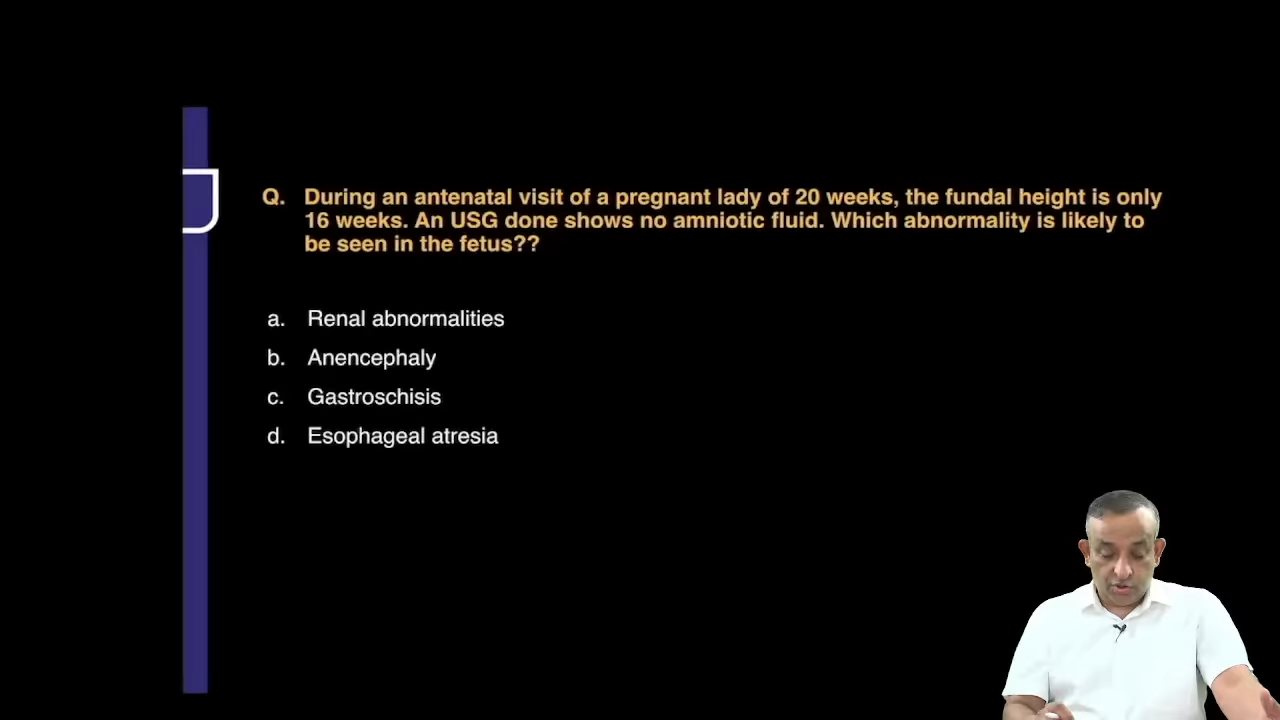 Q. During an antenatal visit of a pregnant lady of 20 weeks, the fundal height is only
16 weeks. An USG done shows no amniotic fluid. Which abnormality is likely to
be seen in the fetus??
a. Renal abnormalities
b. Anencephaly
c. Gastroschisis
d. Esophageal atresia